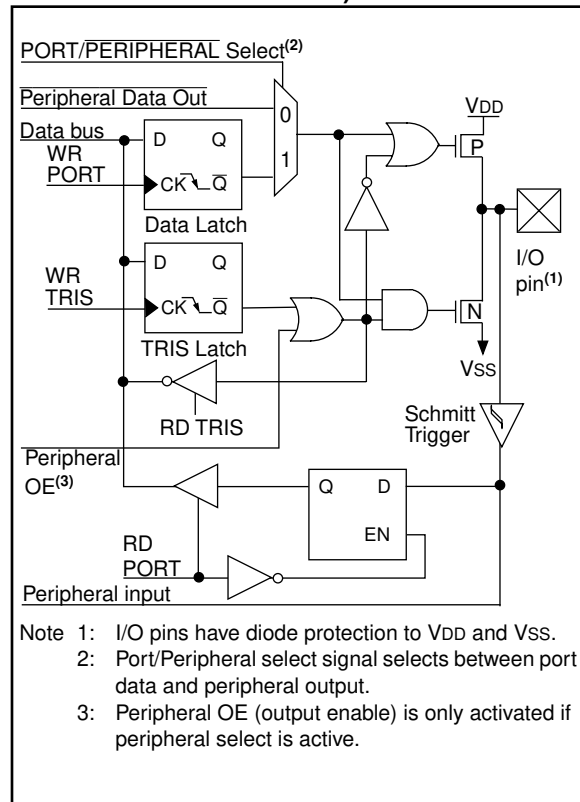 PORT/PERIPHERAL Select(2)
Peripheral Data Out
Data bus
WR
PORT
D Q
CK Q
Data Latch
0
1
VDD
P
I/O
pin(1)
WR
TRIS
D Q
CK Q
TRIS Latch
N
VSS
RD TRIS
Schmitt
Trigger
Peripheral
OE(3)
Q D
EN
RD
PORT
Peripheral input
Note 1: I/O pins have diode protection to VDD and VSS.
2: Port/Peripheral select signal selects between port
data and peripheral output.
3: Peripheral OE (output enable) is only activated if
peripheral select is active.